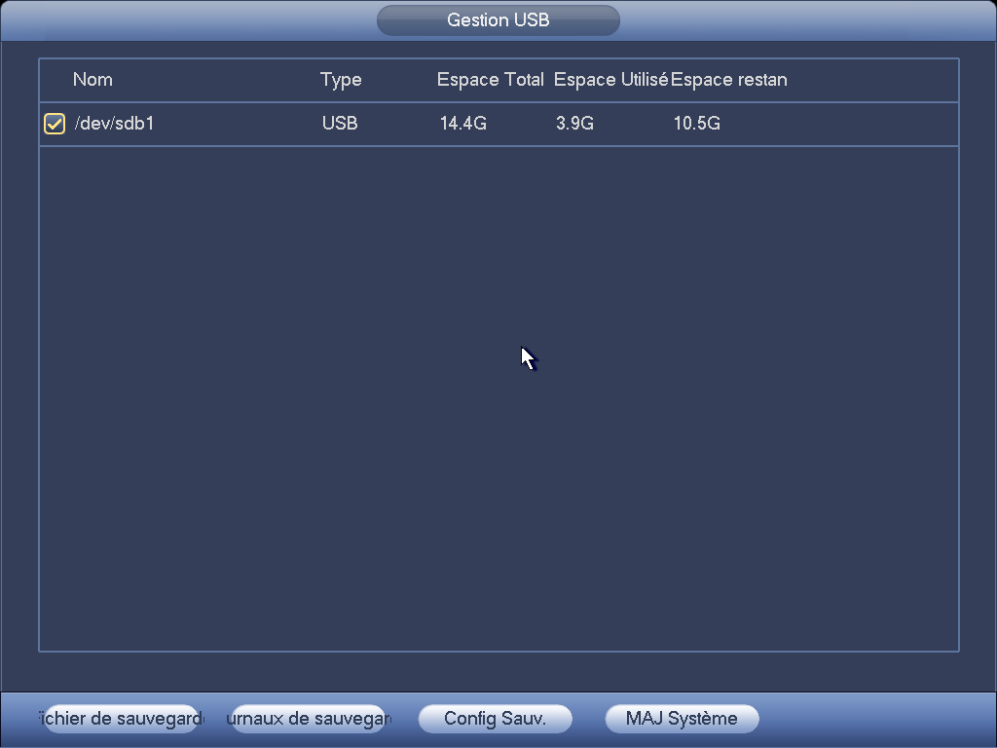 Gestion USB
Nom Type Espace Total Espace Utilisé Espace restan
/dev/sdb1 USB 14.4G 3.9G 10.5G
ichier de sauvegard urnaux de sauvegar Config Sauv. MAJ Système